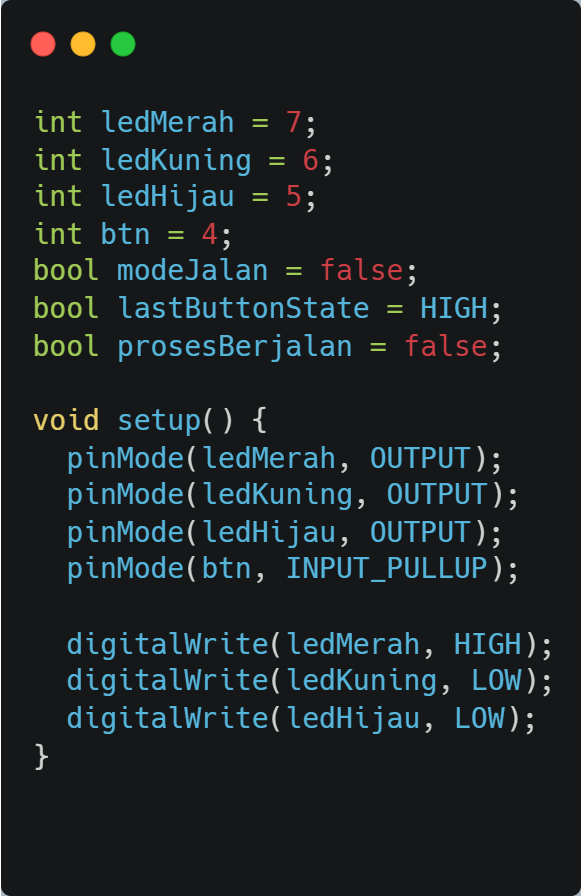 int ledMerah = 7;
int ledKuning = 6;
int ledHijau = 5;
int btn = 4;
bool modeJalan = false;
bool lastButtonState = HIGH;
bool prosesBerjalan = false;

void setup() {
  pinMode(ledMerah, OUTPUT);
  pinMode(ledKuning, OUTPUT);
  pinMode(ledHijau, OUTPUT);
  pinMode(btn, INPUT_PULLUP);

  digitalWrite(ledMerah, HIGH);
  digitalWrite(ledKuning, LOW);
  digitalWrite(ledHijau, LOW);
}